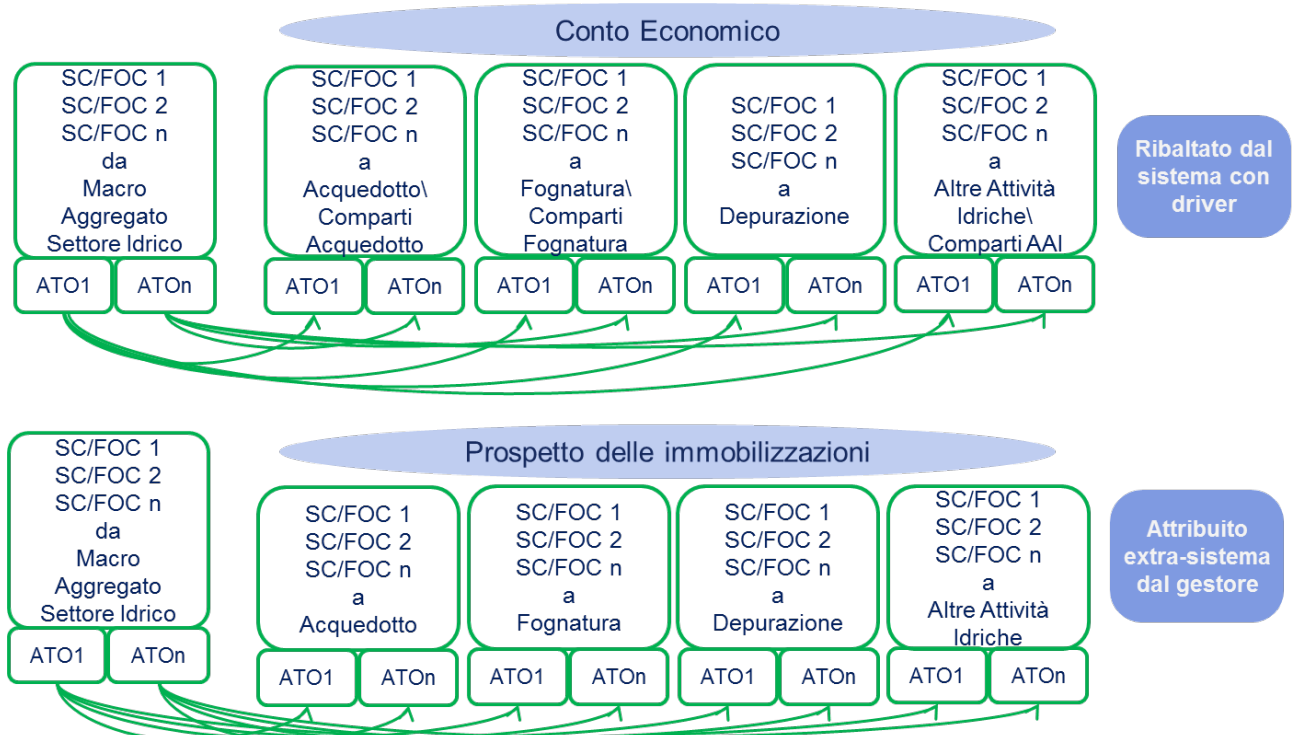 Conto Economico
SC/FOC 1
SC/FOC 2
SC/FOC n
da
Macro
Aggregato
Settore Idrico
ATO1
ATOn
SC/FOC 1
SC/FOC 2
SC/FOC n
a
Acquedotto\
Comparti
Acquedotto
ATO1
ATOn
SC/FOC 1
SC/FOC 2
SC/FOC n
a
Fognatura\
Comparti
Fognatura
ATO1
ATOn
SC/FOC 1
SC/FOC 2
SC/FOC n
a
Depurazione
ATO1
ATOn
SC/FOC 1
SC/FOC 2
SC/FOC n
a
Altre Attività
Idriche\
Comparti AAI
ATO1
ATOn
Ribaltato dal
sistema con
driver
Prospetto delle immobilizzazioni
SC/FOC 1
SC/FOC 2
SC/FOC n
da
Macro
Aggregato
Settore Idrico
ATO1
ATOn
SC/FOC 1
SC/FOC 2
SC/FOC n
a
Acquedotto
ATO1
ATOn
SC/FOC 1
SC/FOC 2
SC/FOC n
a
Fognatura
ATO1
ATOn
SC/FOC 1
SC/FOC 2
SC/FOC n
a
Depurazione
ATO1
ATOn
SC/FOC 1
SC/FOC 2
SC/FOC n
a
Altre Attività
Idriche
ATO1
ATOn
Attribuito
extra-sistema
dal gestore